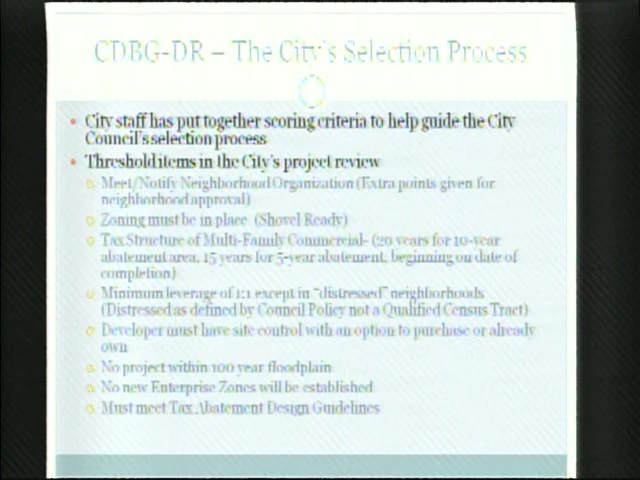 CDBG-DR – The City's Selection Process
City staff has put together scoring criteria to help guide the City
Council's selection process
Threshold items in the City's project review
Meet/Notify Neighborhood Organization (Extra points given for
neighborhood approval)
Zoning must be in place (Shovel Ready)
Tax Structure of Multi-Family Commercial- (20 years for 10-year
abatement area, 15 years for 5-year abatement, beginning on date of
completion)
Minimum leverage of 1:1 except in "distressed" neighborhoods
(Distressed as defined by Council Policy not a Qualified Census Tract)
Developer must have site control with an option to purchase or already
own
No project within 100 year floodplain
No new Enterprise Zones will be established
Must meet Tax Abatement Design Guidelines